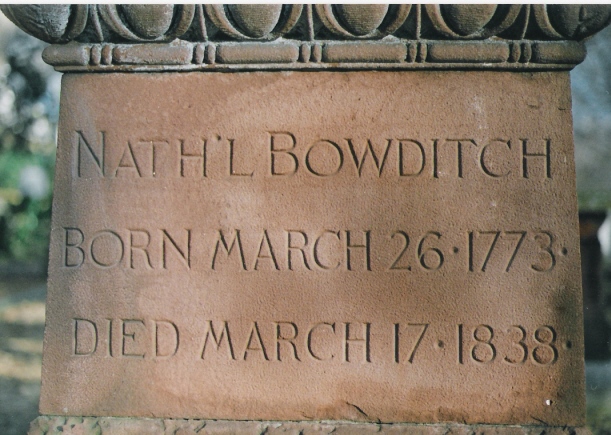 NATH'L BOWDITCH
BORN MARCH 26·1773·
DIED MARCH 17·1838·